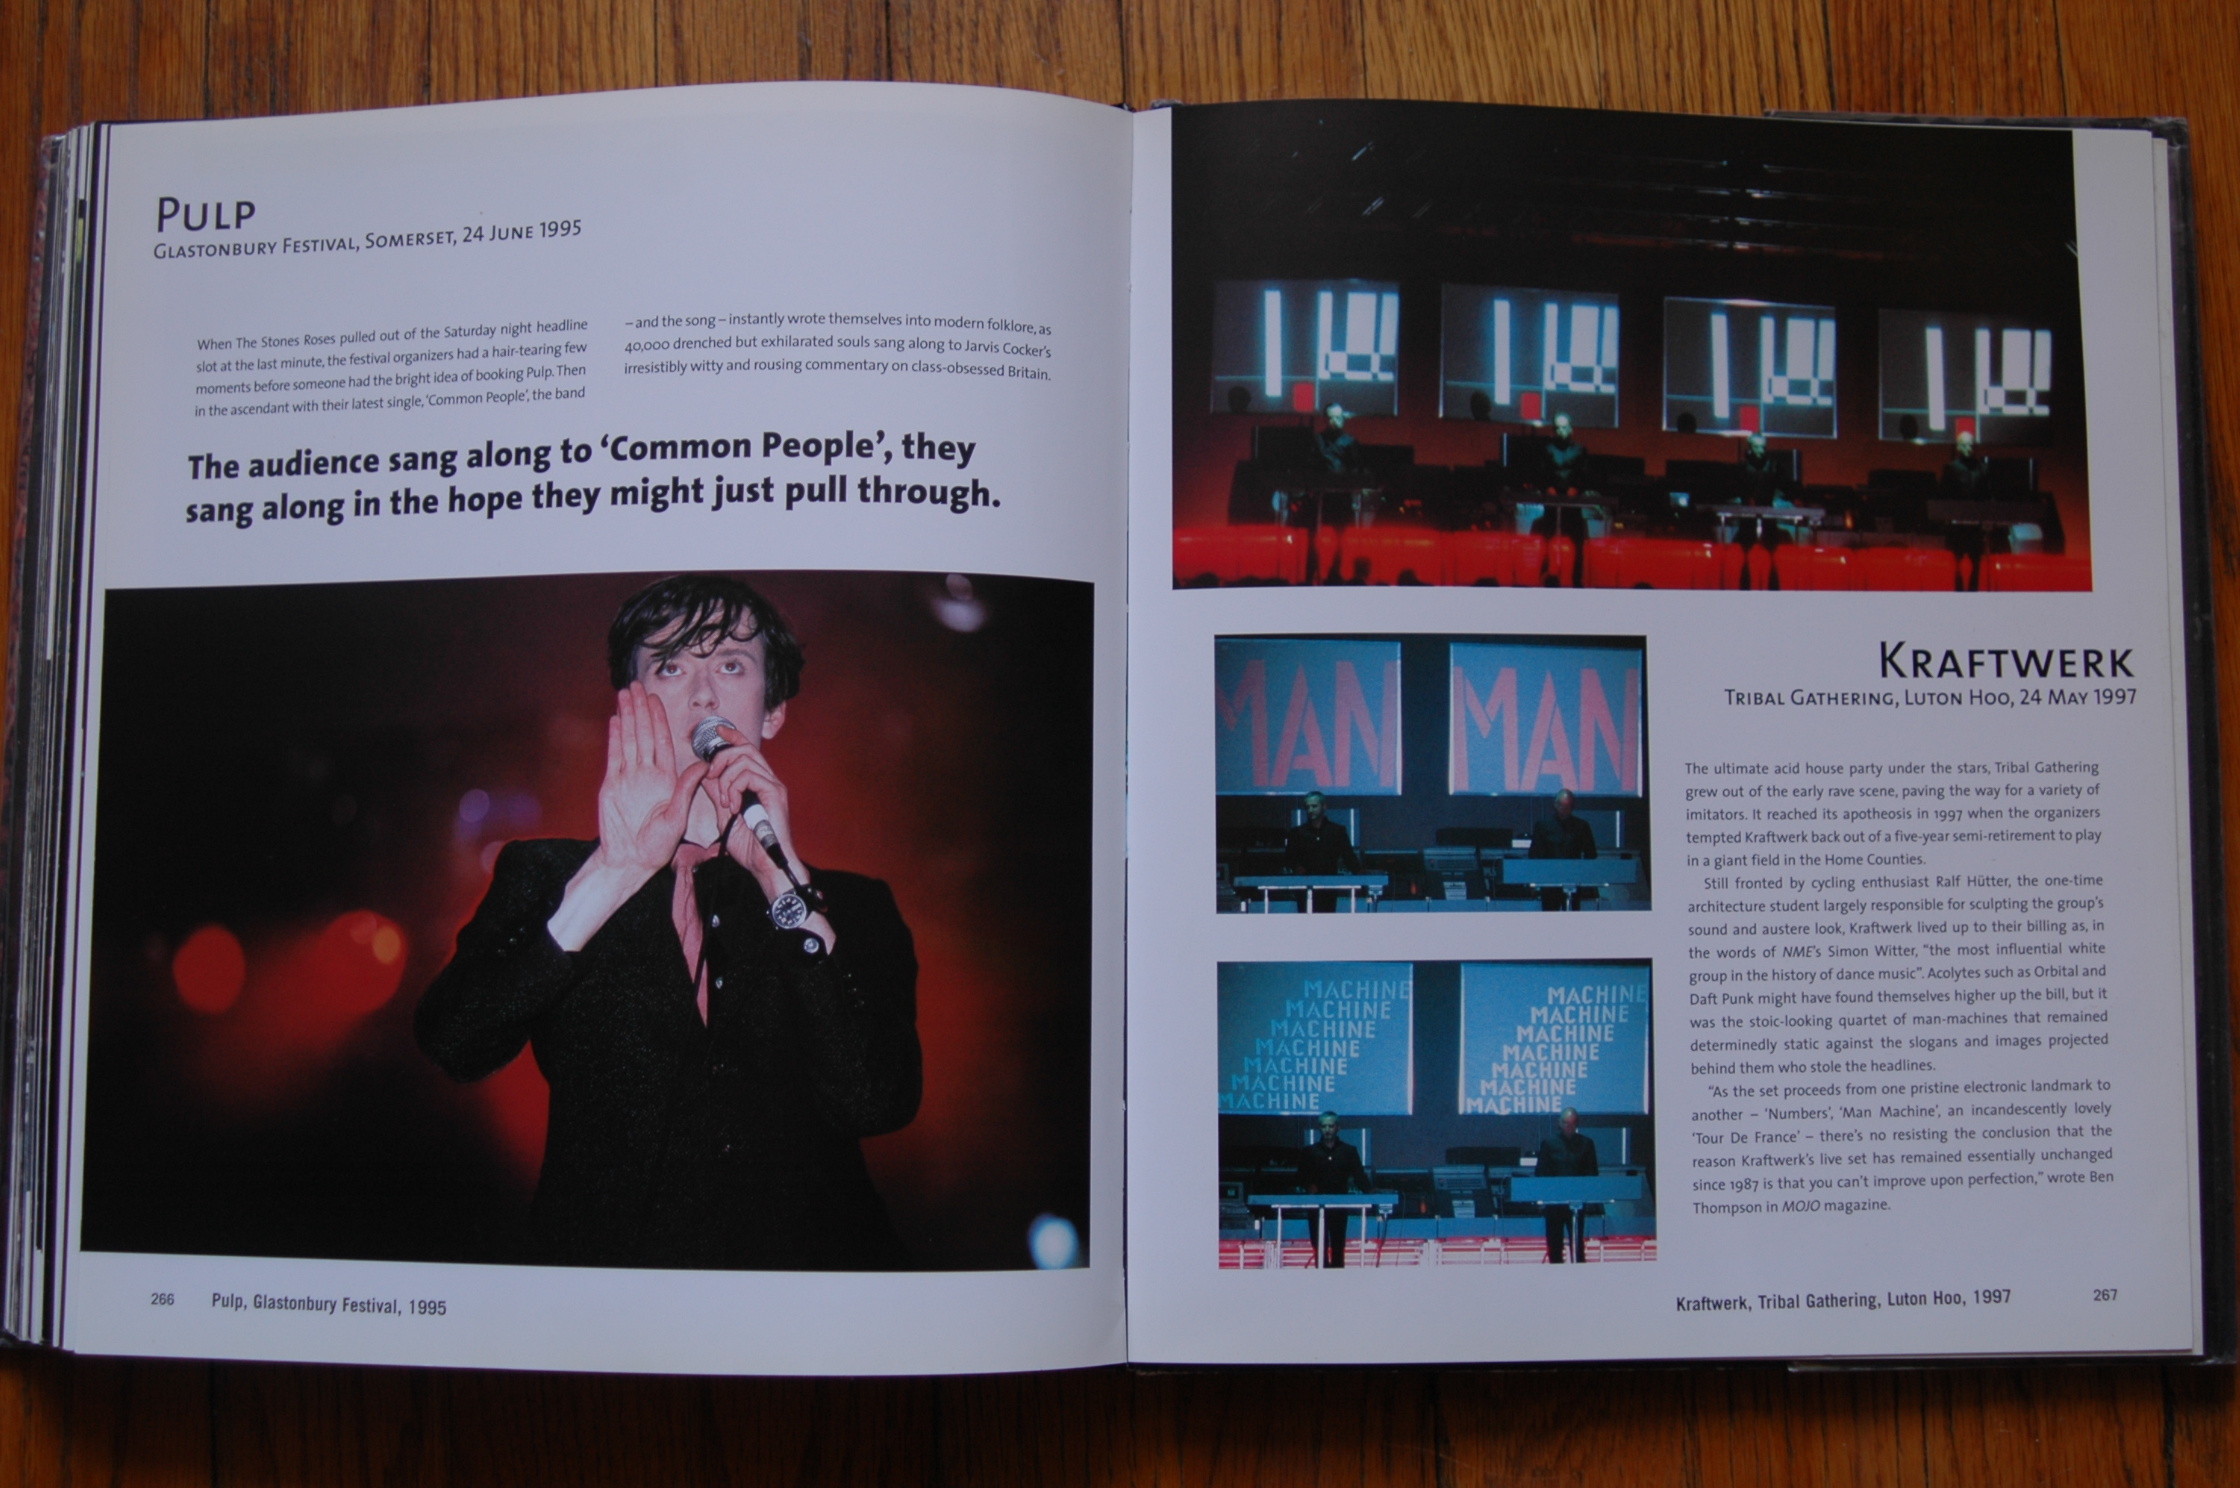 PULP
GLASTONBURY FESTIVAL, SOMERSET, 24 JUNE 1995
When The Stones Roses pulled out of the Saturday night headline
slot at the last minute, the festival organizers had a hair-tearing few
moments before someone had the bright idea of booking Pulp. Then
in the ascendant with their latest single, ‘Common People’, the band
– and the song – instantly wrote themselves into modern folklore, as
40,000 drenched but exhilarated souls sang along to Jarvis Cocker’s
irresistibly witty and rousing commentary on class-obsessed Britain.
The audience sang along to ‘Common People’, they
sang along in the hope they might just pull through.
266 Pulp, Glastonbury Festival, 1995
MAN MAN
MACHINE MACHINE
MACHINE MACHINE
MACHINE MACHINE
MACHINE MACHINE
MACHINE MACHINE
MACHINE MACHINE
MACHINE MACHINE
KRAFTWERK
TRIBAL GATHERING, LUTON HOO, 24 MAY 1997
The ultimate acid house party under the stars, Tribal Gathering
grew out of the early rave scene, paving the way for a variety of
imitators. It reached its apotheosis in 1997 when the organizers
tempted Kraftwerk back out of a five-year semi-retirement to play
in a giant field in the Home Counties.
Still fronted by cycling enthusiast Ralf Hütter, the one-time
architecture student largely responsible for sculpting the group’s
sound and austere look, Kraftwerk lived up to their billing as, in
the words of NME’s Simon Witter, “the most influential white
group in the history of dance music”. Acolytes such as Orbital and
Daft Punk might have found themselves higher up the bill, but it
was the stoic-looking quartet of man-machines that remained
determinedly static against the slogans and images projected
behind them who stole the headlines.
“As the set proceeds from one pristine electronic landmark to
another – ‘Numbers’, ‘Man Machine’, an incandescently lovely
‘Tour De France’ – there’s no resisting the conclusion that the
reason Kraftwerk’s live set has remained essentially unchanged
since 1987 is that you can’t improve upon perfection,” wrote Ben
Thompson in MOJO magazine.
Kraftwerk, Tribal Gathering, Luton Hoo, 1997 267